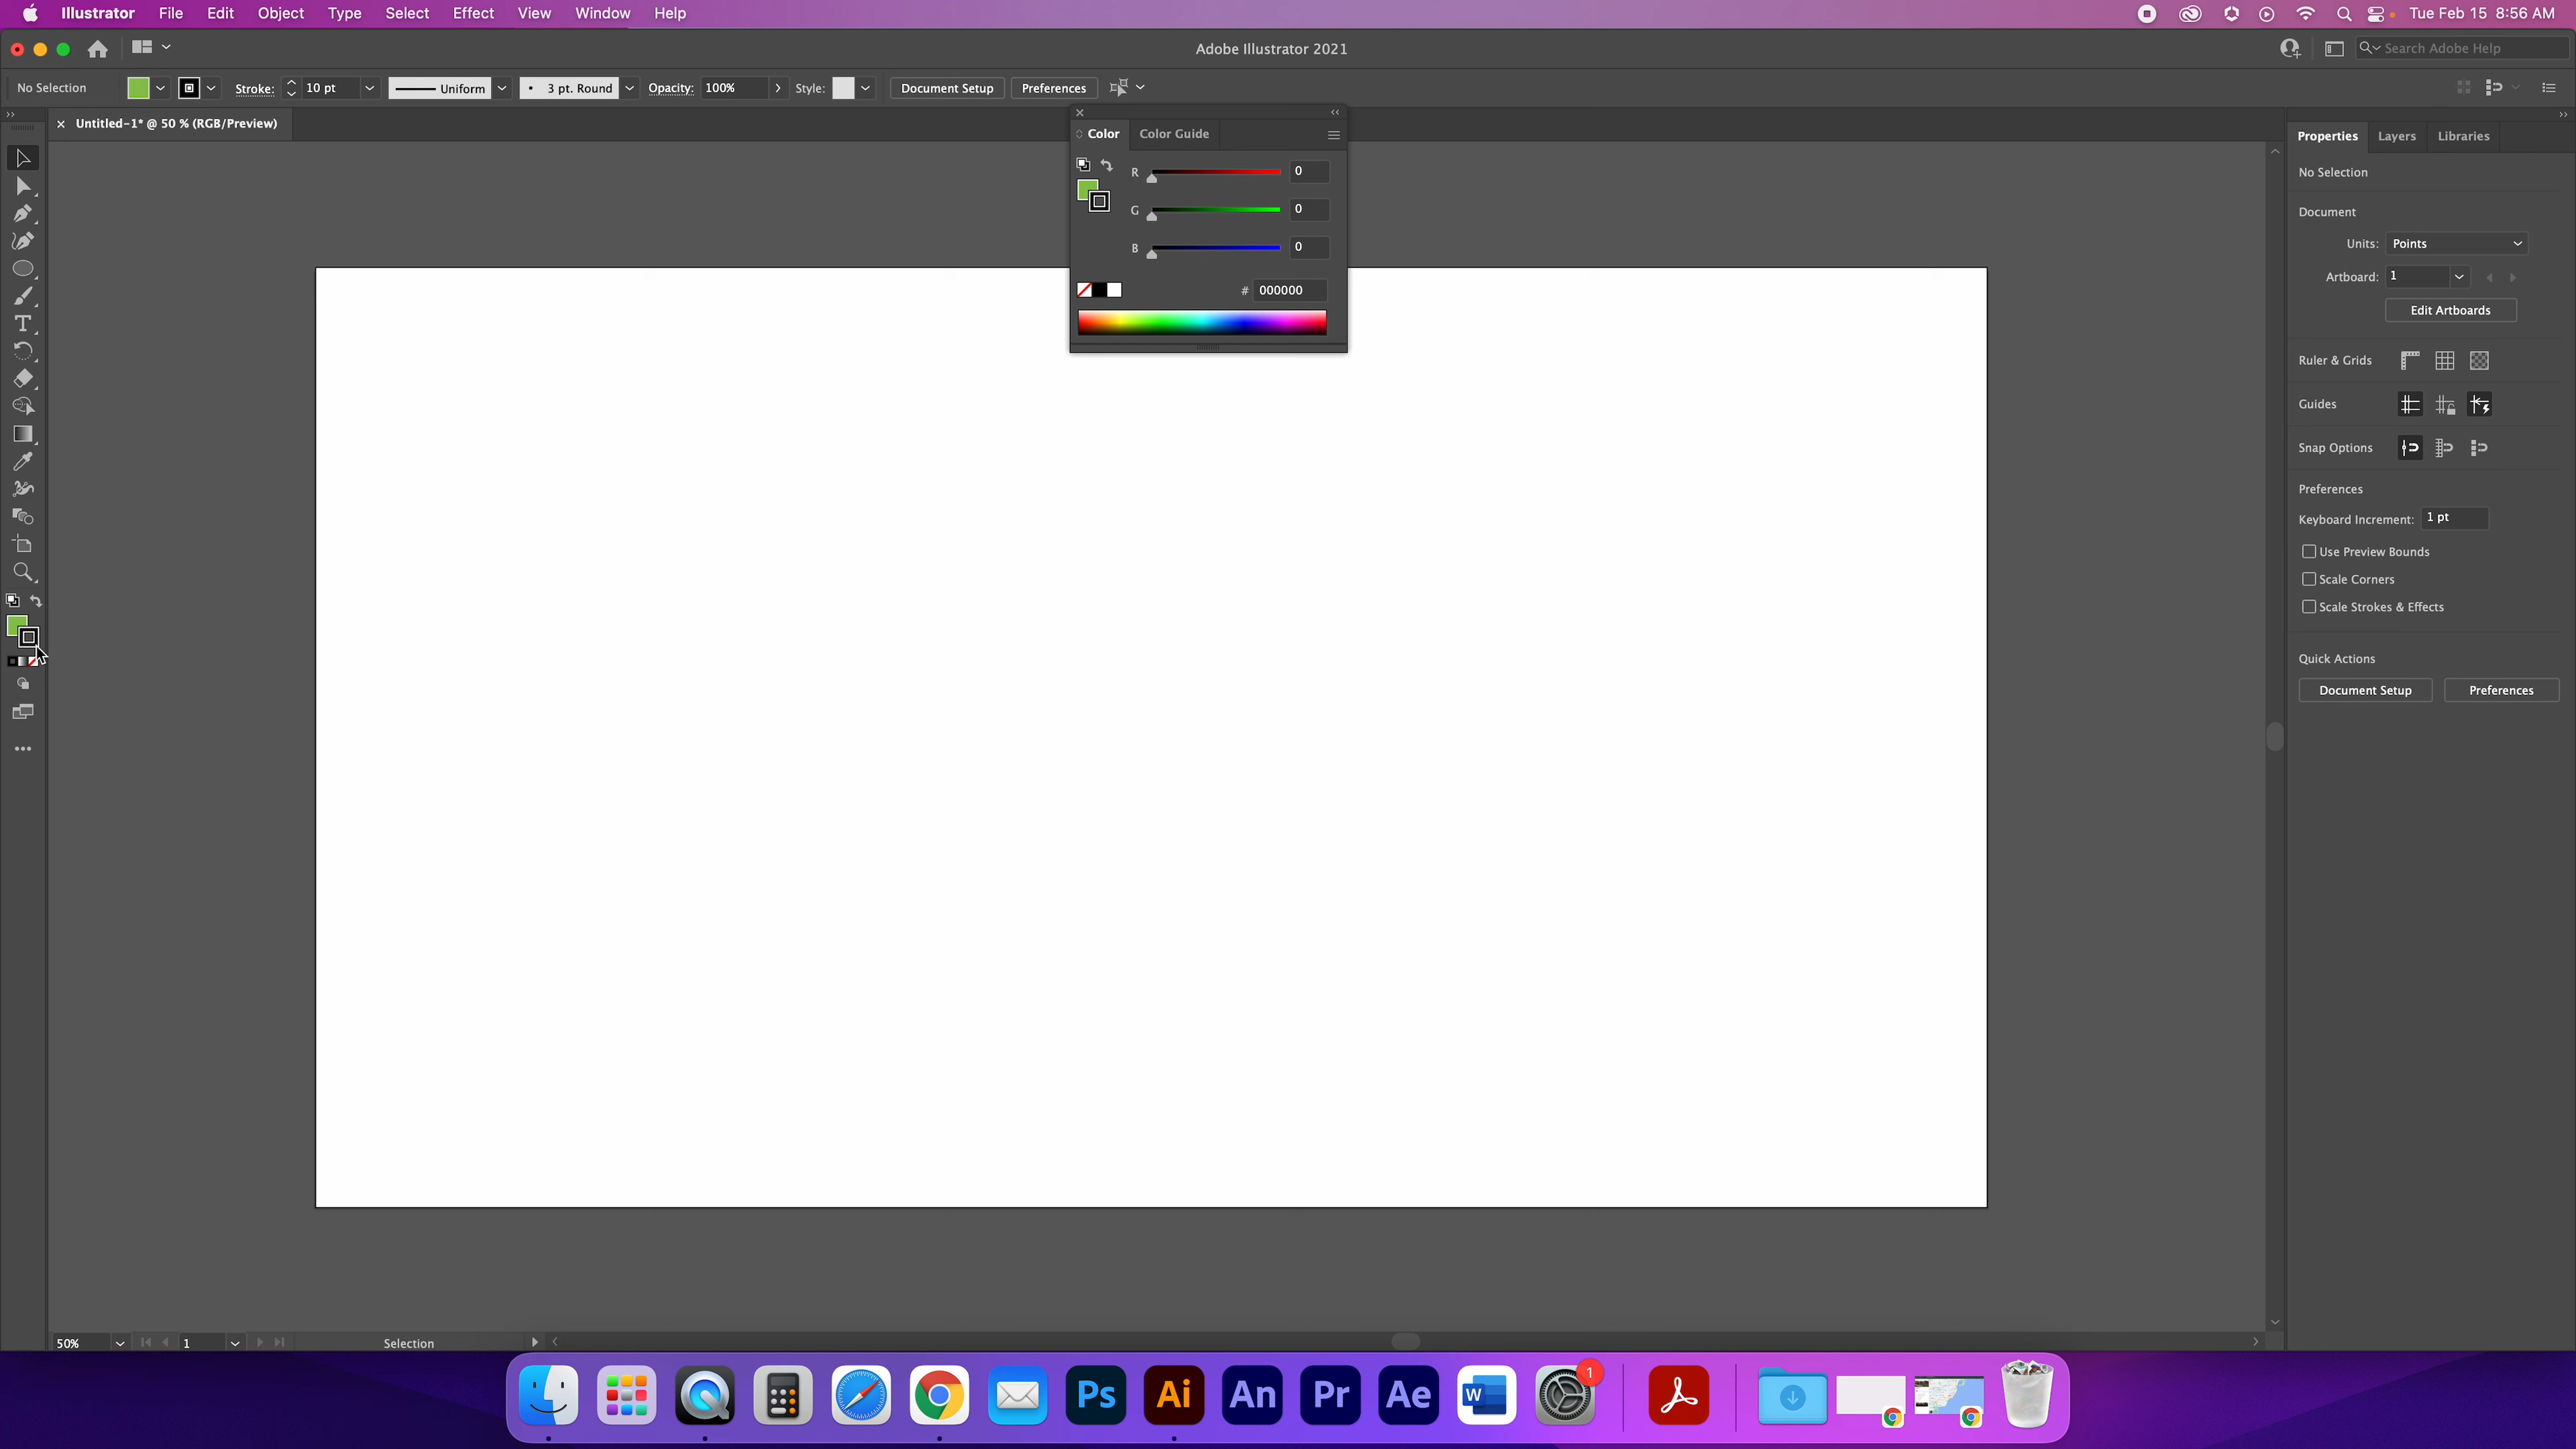 Illustrator File Edit Object Type Select Effect View Window Help Tue Feb 15 8:56 AM
Adobe Illustrator 2021 Search Adobe Help
No Selection Stroke: 10 pt Uniform 3 pt. Round Opacity: 100% Style: Document Setup Preferences
Untitled-1* @ 50 % (RGB/Preview)
Color Color Guide
R 0
G 0
B 0
# 000000
Properties Layers Libraries
No Selection
Document
Units: Points
Artboard: 1
Edit Artboards
Ruler & Grids
Guides
Snap Options
Preferences
Keyboard Increment: 1 pt
Use Preview Bounds
Scale Corners
Scale Strokes & Effects
Quick Actions
Document Setup Preferences
50% 1 Selection
Ps Ai An Pr Ae W 1